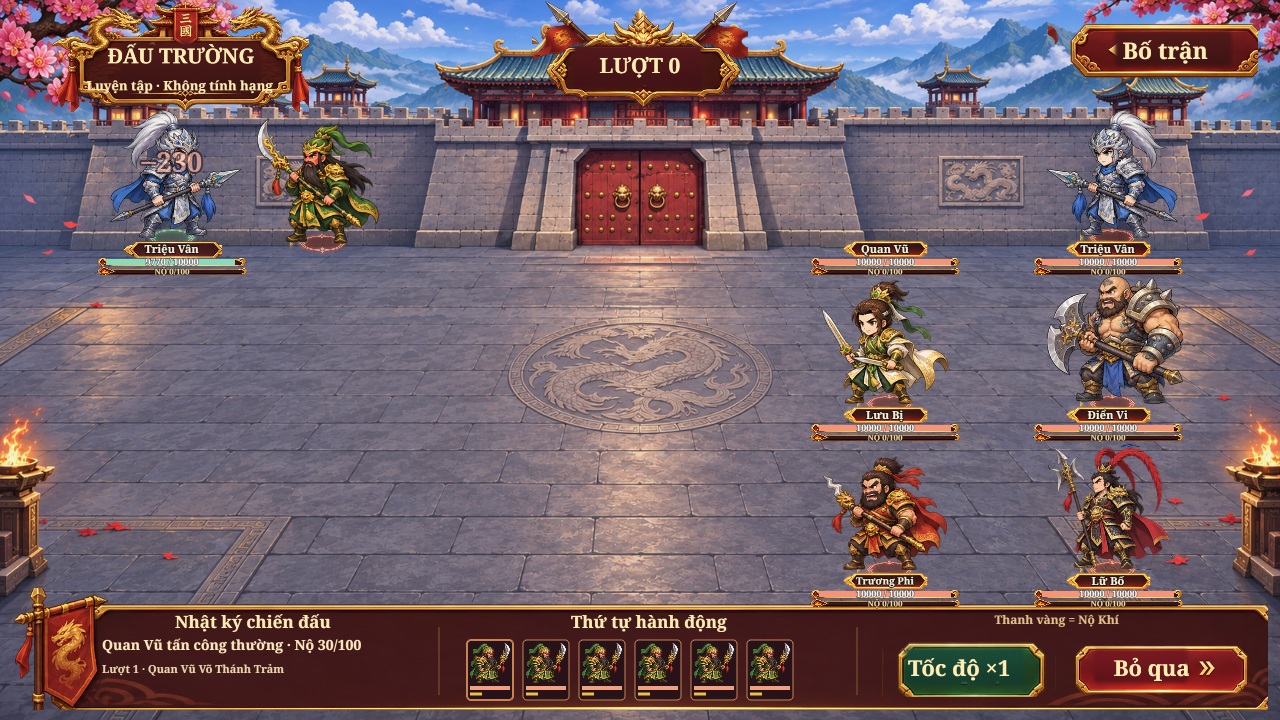 三
國
ĐẤU TRƯỜNG
Luyện tập · Không tính hạng
LƯỢT 0
Bố trận
-230
Triệu Vân
9770/10000
NỘ 0/100
Quan Vũ
10000/10000
NỘ 0/100
Triệu Vân
10000/10000
NỘ 0/100
Lưu Bị
10000/10000
NỘ 0/100
Điển Vi
10000/10000
NỘ 0/100
Trương Phi
10000/10000
NỘ 0/100
Lữ Bố
10000/10000
NỘ 0/100
Nhật ký chiến đấu
Quan Vũ tấn công thường · Nộ 30/100
Lượt 1 · Quan Vũ Võ Thánh Trảm
Thứ tự hành động
Thanh vàng = Nộ Khí
Tốc độ ×1
Bỏ qua »